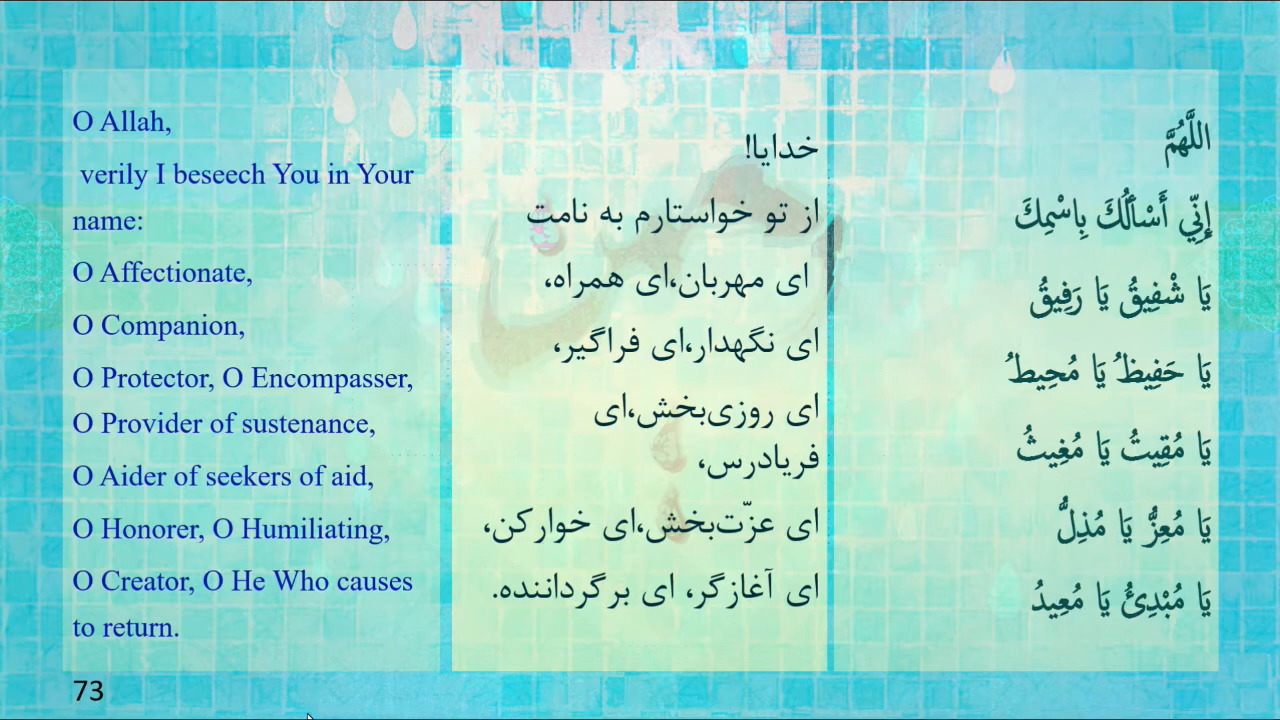 O Allah,
verily I beseech You in Your
name:
O Affectionate,
O Companion,
O Protector, O Encompasser,
O Provider of sustenance,
O Aider of seekers of aid,
O Honorer, O Humiliating,
O Creator, O He Who causes
to return.
خدایا!
از تو خواستارم به نامت
ای مهربان،ای همراه،
ای نگهدار،ای فراگیر،
ای روزی‌بخش،ای
فریادرس،
ای عزّت‌بخش،ای خوارکن،
ای آغازگر، ای برگرداننده.
اللَّهُمَّ
إِنِّي أَسْأَلُكَ بِاسْمِكَ
يَا شْفِيقُ يَا رَفِيقُ
يَا حَفِيظُ يَا مُحِيطُ
يَا مُقِيتُ يَا مُغِيثُ
يَا مُعِزُّ يَا مُذِلُّ
يَا مُبْدِئُ يَا مُعِيدُ
73